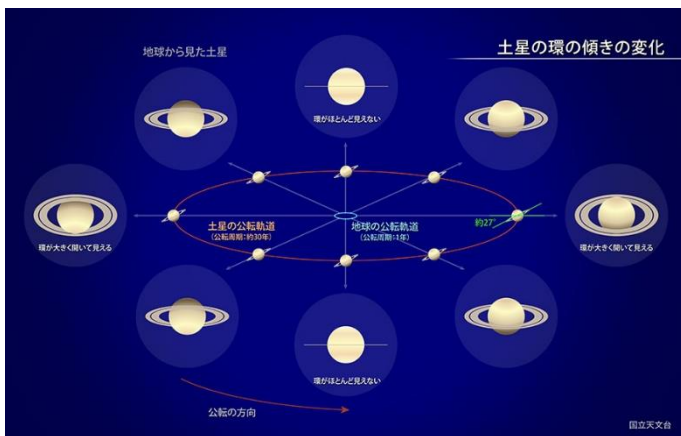 土星の環の傾きの変化
地球から見た土星
環がほとんど見えない
環が大きく開いて見える
土星の公転軌道
(公転周期:約30年)
地球の公転軌道
(公転周期:1年)
約27°
環が大きく開いて見える
環がほとんど見えない
公転の方向
国立天文台